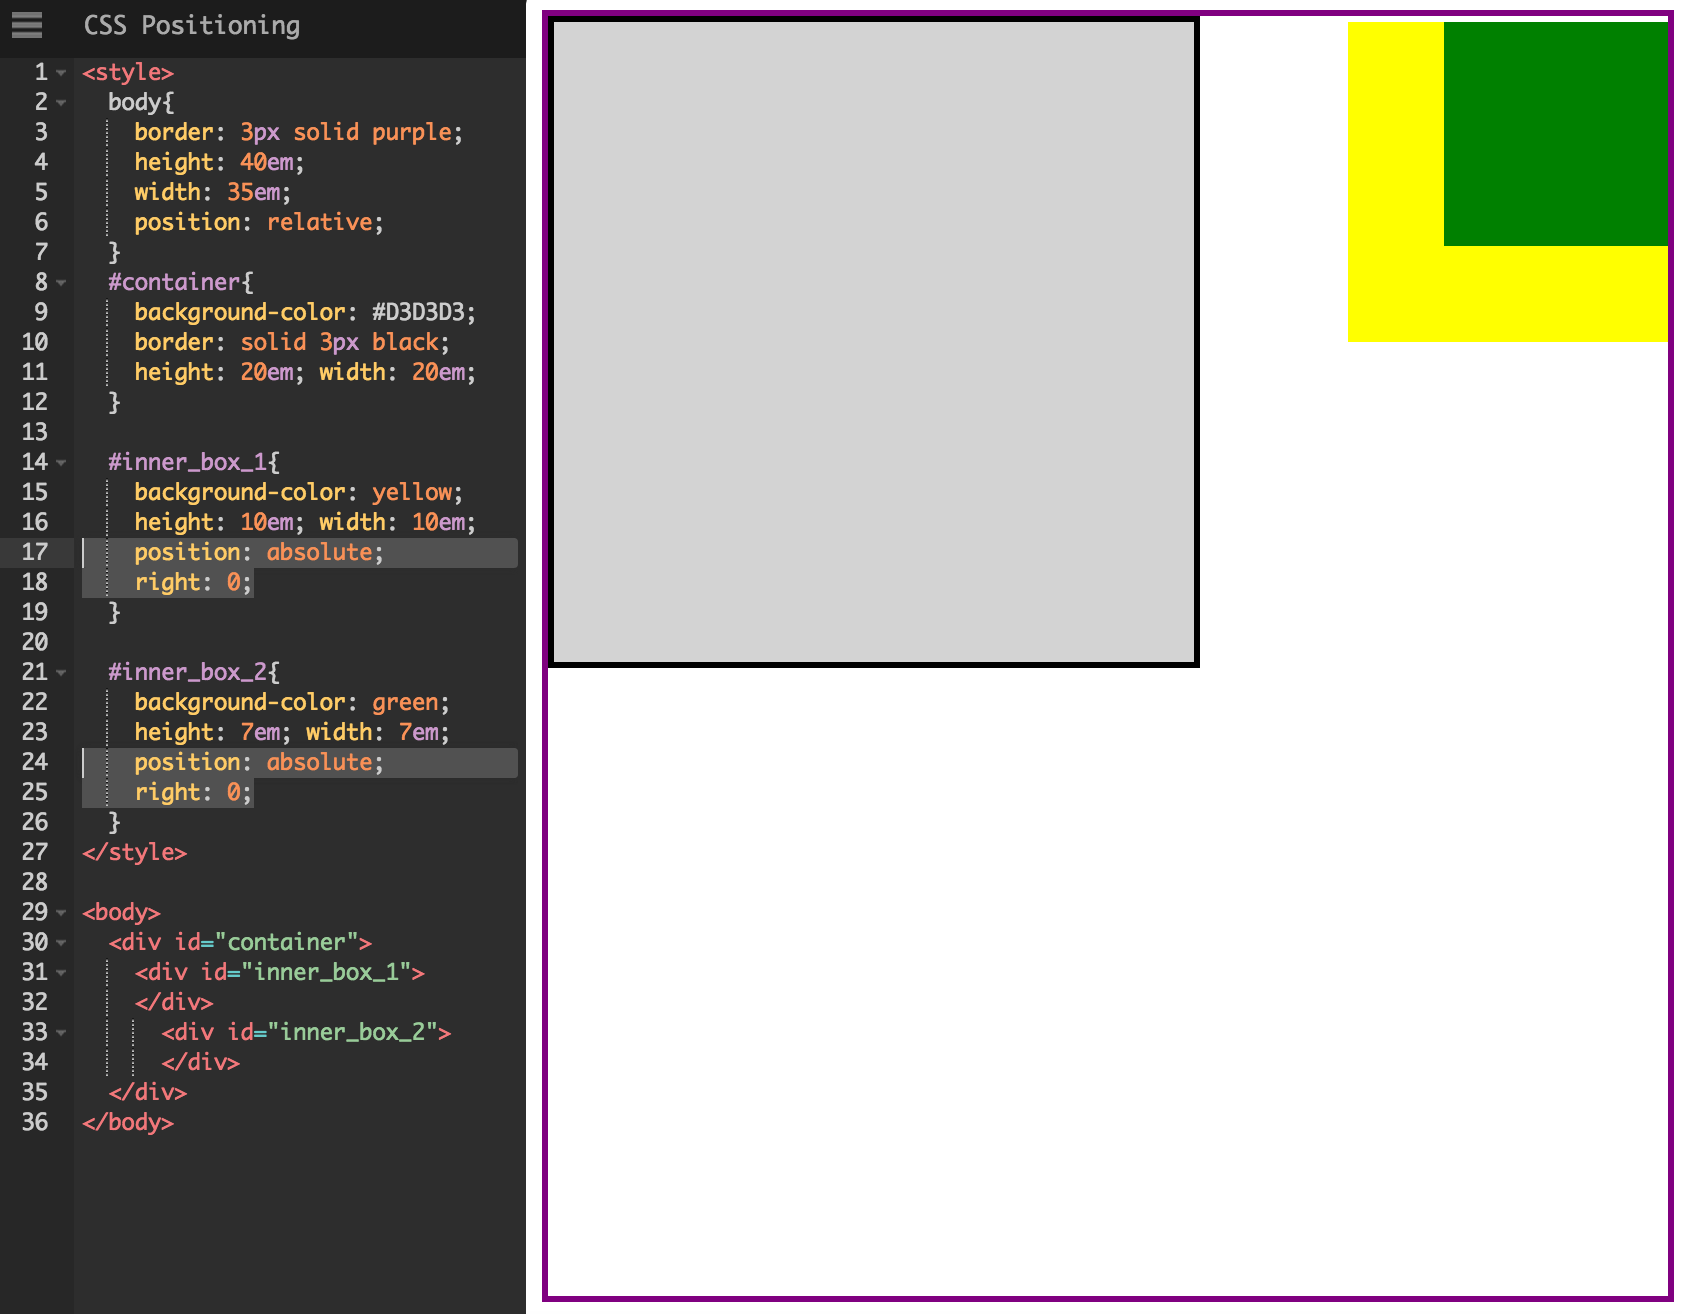 CSS Positioning
1 <style>
2 body{
3 border: 3px solid purple;
4 height: 40em;
5 width: 35em;
6 position: relative;
7 }
8 #container{
9 background-color: #D3D3D3;
10 border: solid 3px black;
11 height: 20em; width: 20em;
12 }
13
14 #inner_box_1{
15 background-color: yellow;
16 height: 10em; width: 10em;
17 position: absolute;
18 right: 0;
19 }
20
21 #inner_box_2{
22 background-color: green;
23 height: 7em; width: 7em;
24 position: absolute;
25 right: 0;
26 }
27 </style>
28
29 <body>
30 <div id="container">
31 <div id="inner_box_1">
32 </div>
33 <div id="inner_box_2">
34 </div>
35 </div>
36 </body>